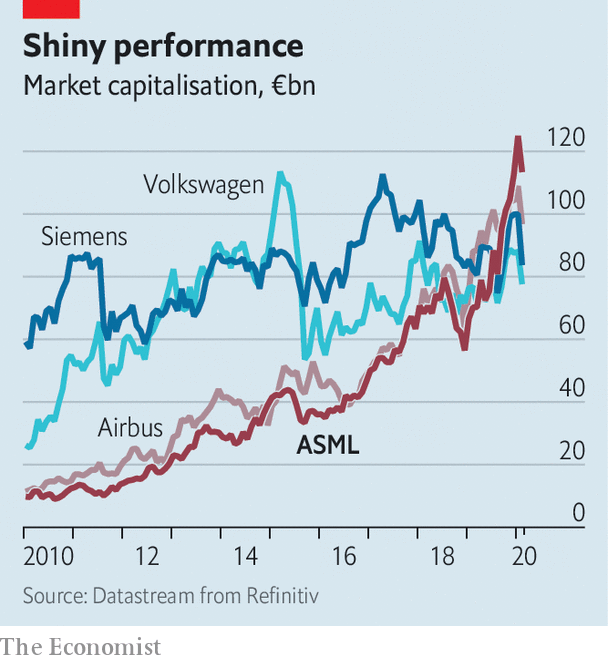 Shiny performance
Market capitalisation, €bn
120
Volkswagen
100
Siemens
80
60
40
Airbus
ASML
20
0
2010 12 14 16 18 20
Source: Datastream from Refinitiv
The Economist